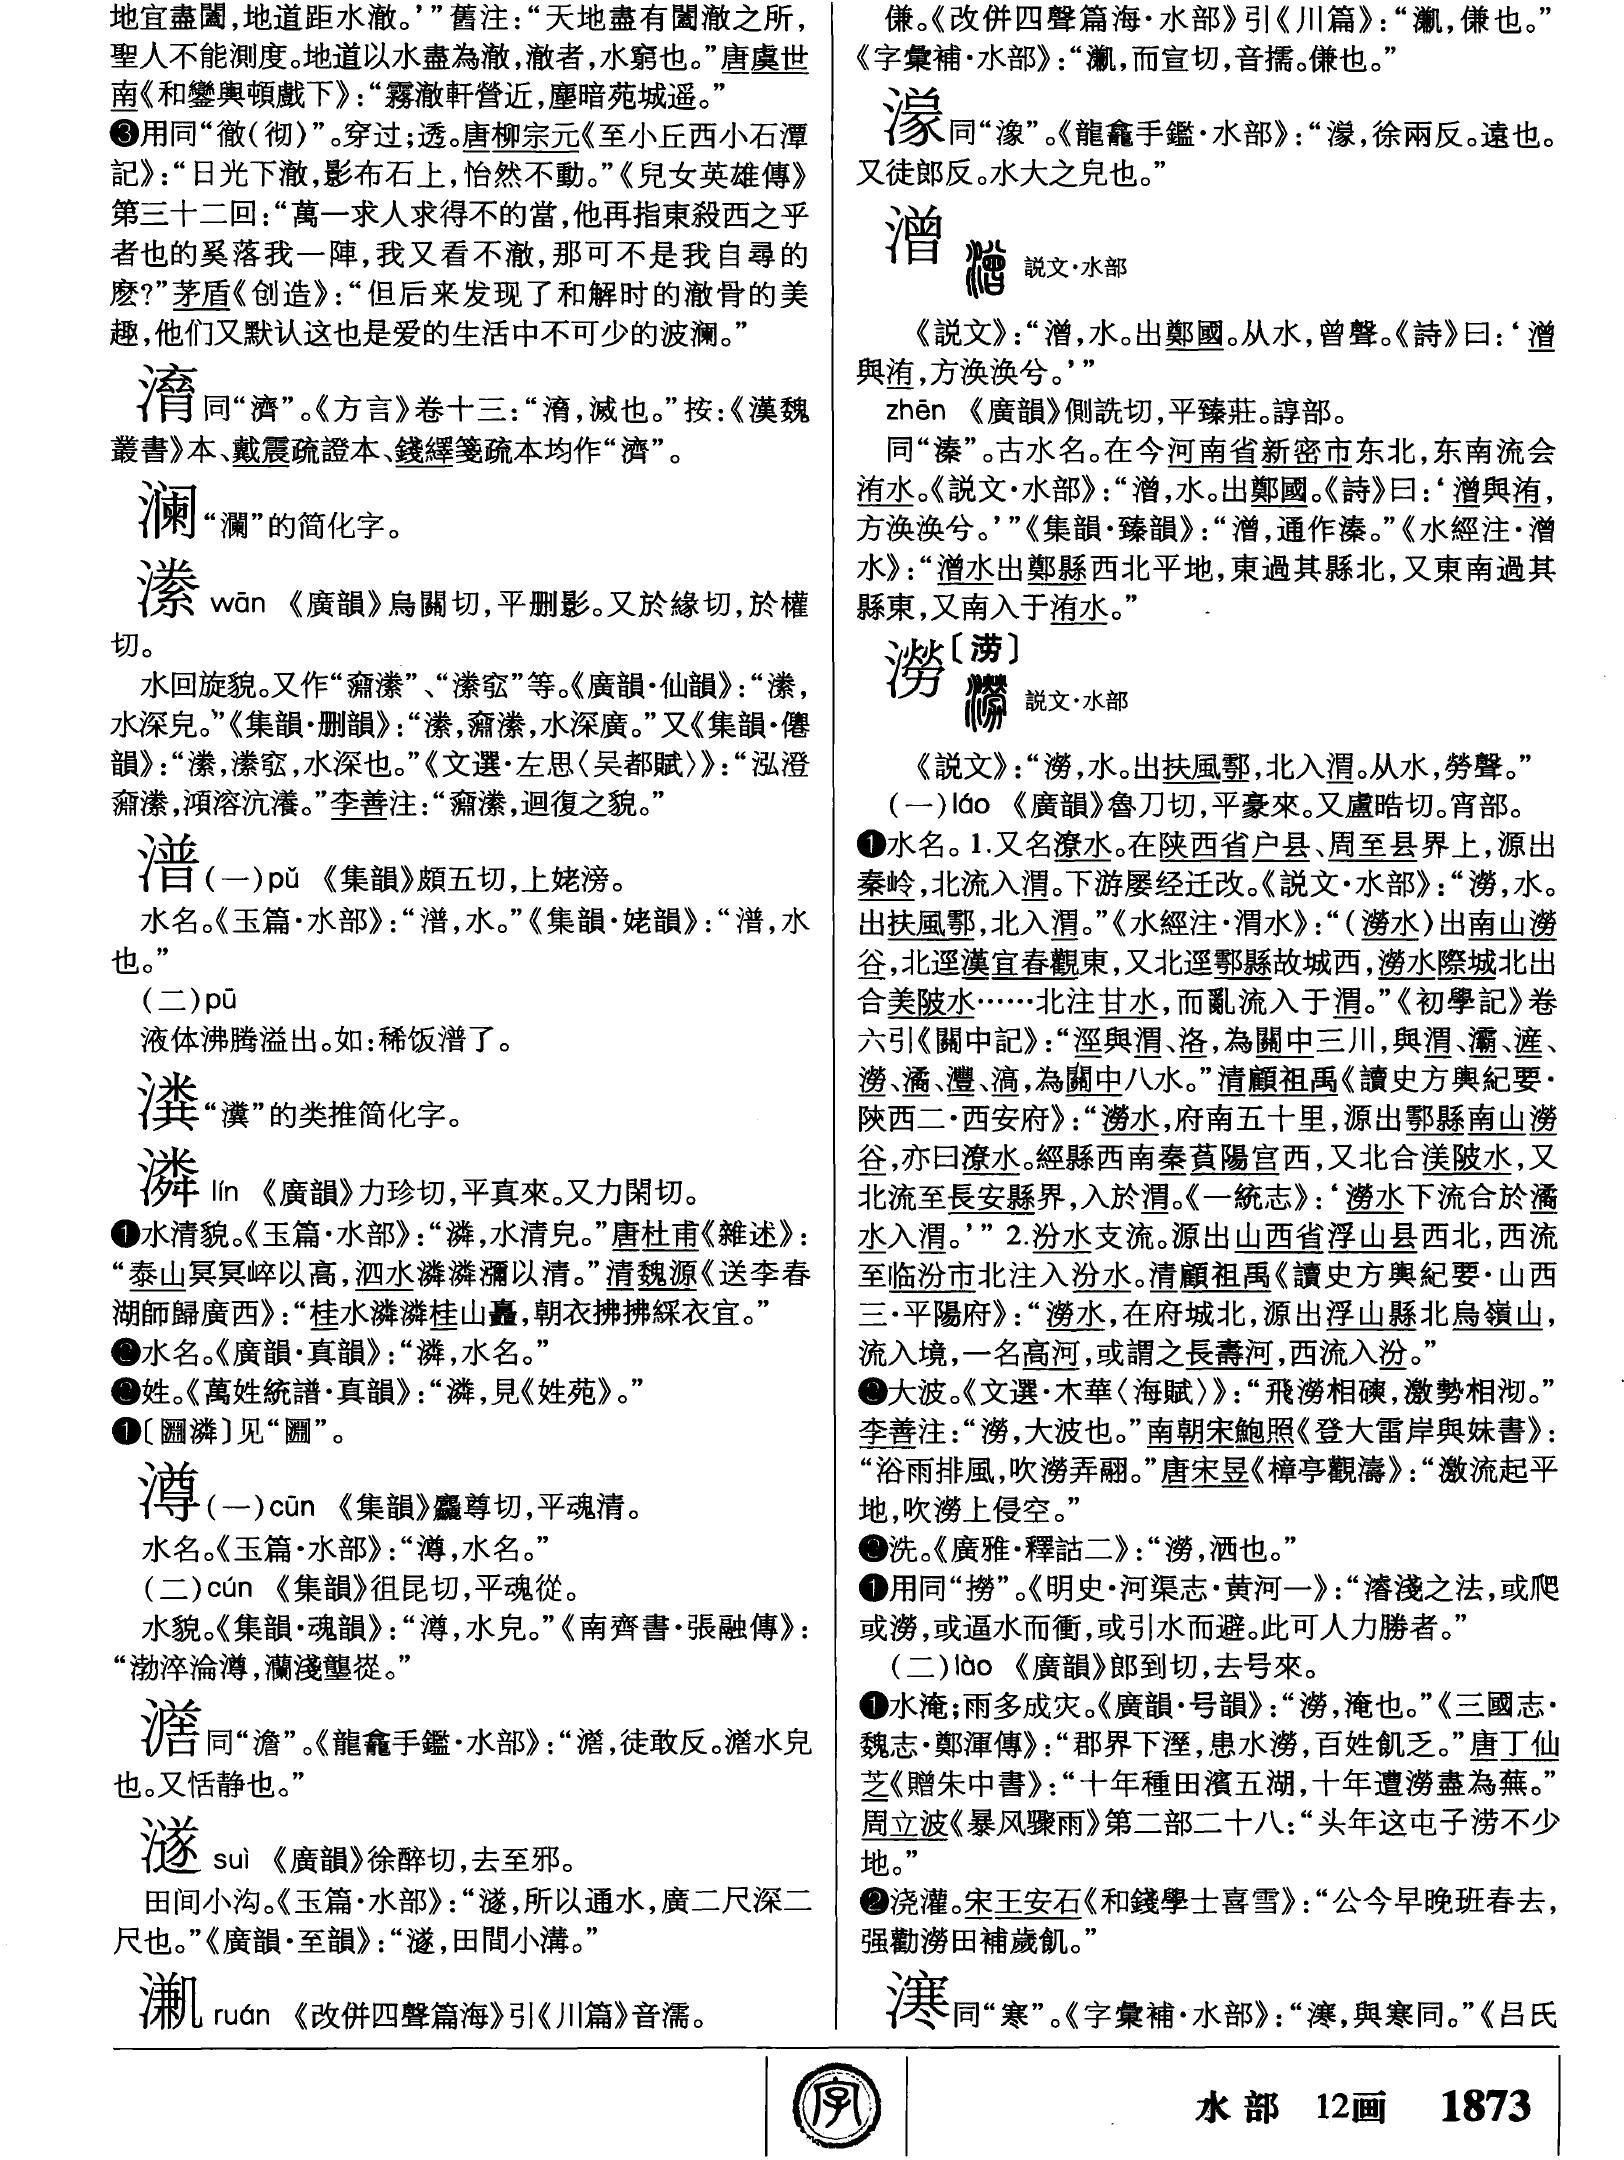 地宜盡闥,地道距水澈。’”舊注:“天地盡有闥澈之所,
聖人不能測度。地道以水盡為澈,澈者,水窮也。”唐虞世
南《和鑾輿頓戲下》:“霧澈軒營近,塵暗苑城遥。”
❸用同“徹(彻)”。穿过;透。唐柳宗元《至小丘西小石潭
記》:“日光下澈,影布石上,怡然不動。”《兒女英雄傳》
第三十二回:“萬一求人求得不的當,他再指東殺西之乎
者也的奚落我一陣,我又看不澈,那可不是我自尋的
麽?”茅盾《创造》:“但后来发现了和解时的澈骨的美
趣,他们又默认这也是爱的生活中不可少的波澜。”
同“濟”。《方言》卷十三:“,滅也。”按:《漢魏
叢書》本、戴震疏證本、錢繹箋疏本均作“濟”。
澜“瀾”的简化字。
潫 wān 《廣韻》烏關切,平删影。又於緣切,於權
切。
水回旋貌。又作“奫潫”、“潫窊”等。《廣韻·仙韻》:“潫,
水深皃。”《集韻·删韻》:“潫,奫潫,水深廣。”又《集韻·僊
韻》:“潫,潫,水深也。”《文選·左思〈吴都賦〉》:“泓澄
奫潫,澒溶沆瀁。”李善注:“奫潫,迴復之貌。”
潽(一)pǔ 《集韻》頗五切,上姥滂。
水名。《玉篇·水部》:“潽,水。”《集韻·姥韻》:“潽,水
也。”
(二)pū
液体沸腾溢出。如:稀饭潽了。
“瀵”的类推简化字。
潾 lín 《廣韻》力珍切,平真來。又力閑切。
❶水清貌。《玉篇·水部》:“潾,水清皃。”唐杜甫《雜述》:
“泰山冥冥崒以高,泗水潾潾瀰以清。”清魏源《送李春
湖師歸廣西》:“桂水潾潾桂山矗,朝衣拂拂綵衣宜。”
❷水名。《廣韻·真韻》:“潾,水名。”
❸姓。《萬姓統譜·真韻》:“潾,見《姓苑》。”
❶〔潾〕见“”。
澊(一)cūn 《集韻》麤尊切,平魂清。
水名。《玉篇·水部》:“澊,水名。”
(二)cún 《集韻》徂昆切,平魂從。
水貌。《集韻·魂韻》:“澊,水皃。”《南齊書·張融傳》:
“渤淬淪澊,灡淺壟嵸。”
同“澹”。《龍龕手鑑·水部》:“,徒敢反。水皃
也。又恬静也。”
澻 suì 《廣韻》徐醉切,去至邪。
田间小沟。《玉篇·水部》:“澻,所以通水,廣二尺深二
尺也。”《廣韻·至韻》:“澻,田間小溝。”
ruán 《改併四聲篇海》引《川篇》音濡。
傔。《改併四聲篇海·水部》引《川篇》:“,傔也。”
《字彙補·水部》:“,而宣切,音擩。傔也。”
同“潒”。《龍龕手鑑·水部》:“,徐兩反。遠也。
又徒郎反。水大之皃也。”
潧
説文·水部
《説文》:“潧,水。出鄭國。从水,曾聲。《詩》曰:‘潧
與洧,方涣涣兮。’”
zhēn 《廣韻》側詵切,平臻莊。諄部。
同“溱”。古水名。在今河南省新密市东北,东南流会
洧水。《説文·水部》:“潧,水。出鄭國。《詩》曰:‘潧與洧,
方涣涣兮。’”《集韻·臻韻》:“潧,通作溱。”《水經注·潧
水》:“潧水出鄭縣西北平地,東過其縣北,又東南過其
縣東,又南入于洧水。”
澇〔涝〕
説文·水部
《説文》:“澇,水。出扶風鄠,北入渭。从水,勞聲。”
(一)láo 《廣韻》魯刀切,平豪來。又盧晧切。宵部。
❶水名。1.又名潦水。在陕西省户县、周至县界上,源出
秦岭,北流入渭。下游屡经迁改。《説文·水部》:“澇,水。
出扶風鄠,北入渭。”《水經注·渭水》:“(澇水)出南山澇
谷,北逕漢宜春觀東,又北逕鄠縣故城西,澇水際城北出
合美陂水……北注甘水,而亂流入于渭。”《初學記》卷
六引《關中記》:“涇與渭、洛,為關中三川,與渭、灞、滻、
澇、潏、灃、滈,為關中八水。”清顧祖禹《讀史方輿紀要·
陝西二·西安府》:“澇水,府南五十里,源出鄠縣南山澇
谷,亦曰潦水。經縣西南秦萯陽宫西,又北合渼陂水,又
北流至長安縣界,入於渭。《一統志》:‘澇水下流合於潏
水入渭。’” 2.汾水支流。源出山西省浮山县西北,西流
至临汾市北注入汾水。清顧祖禹《讀史方輿紀要·山西
三·平陽府》:“澇水,在府城北,源出浮山縣北烏嶺山,
流入境,一名高河,或謂之長壽河,西流入汾。”
❷大波。《文選·木華〈海賦〉》:“飛澇相磢,激勢相沏。”
李善注:“澇,大波也。”南朝宋鮑照《登大雷岸與妹書》:
“浴雨排風,吹澇弄翮。”唐宋昱《樟亭觀濤》:“激流起平
地,吹澇上侵空。”
❸洗。《廣雅·釋詁二》:“澇,洒也。”
❶用同“撈”。《明史·河渠志·黄河一》:“濬淺之法,或爬
或澇,或逼水而衝,或引水而避。此可人力勝者。”
(二)lào 《廣韻》郎到切,去号來。
❶水淹;雨多成灾。《廣韻·号韻》:“澇,淹也。”《三國志·
魏志·鄭渾傳》:“郡界下溼,患水澇,百姓飢乏。”唐丁仙
芝《贈朱中書》:“十年種田濱五湖,十年遭澇盡為蕪。”
周立波《暴风骤雨》第二部二十八:“头年这屯子涝不少
地。”
❷浇灌。宋王安石《和錢學士喜雪》:“公今早晚班春去,
强勸澇田補歲飢。”
同“寒”。《字彙補·水部》:“,與寒同。”《吕氏
字
水部 12画 1873